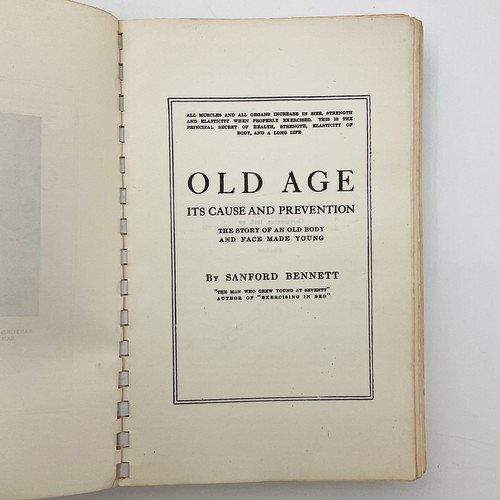 ALL MUSCLES AND ALL ORGANS INCREASE IN SIZE, STRENGTH
AND ELASTICITY WHEN PROPERLY EXERCISED. THIS IS THE
PRINCIPAL SECRET OF HEALTH, STRENGTH, ELASTICITY OF
BODY, AND A LONG LIFE
OLD AGE
ITS CAUSE AND PREVENTION
THE STORY OF AN OLD BODY
AND FACE MADE YOUNG
BY SANFORD BENNETT
"THE MAN WHO GREW YOUNG AT SEVENTY"
AUTHOR OF "EXERCISING IN BED"